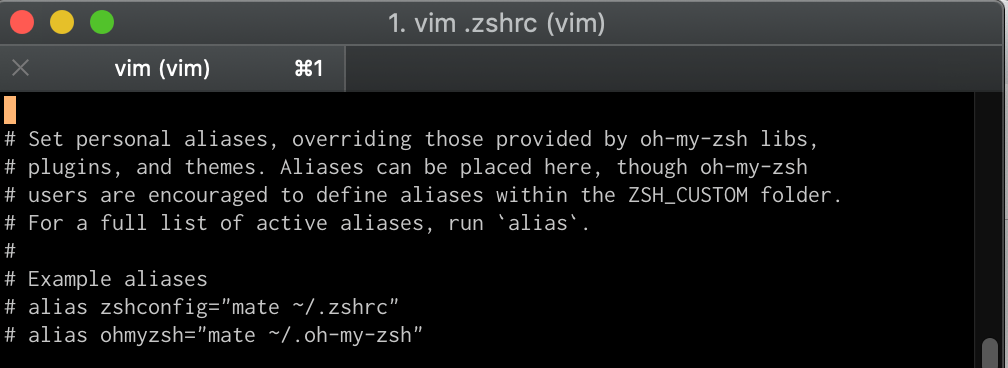 1. vim .zshrc (vim)
vim (vim) ⌘1
# Set personal aliases, overriding those provided by oh-my-zsh libs,
# plugins, and themes. Aliases can be placed here, though oh-my-zsh
# users are encouraged to define aliases within the ZSH_CUSTOM folder.
# For a full list of active aliases, run `alias`.
#
# Example aliases
# alias zshconfig="mate ~/.zshrc"
# alias ohmyzsh="mate ~/.oh-my-zsh"